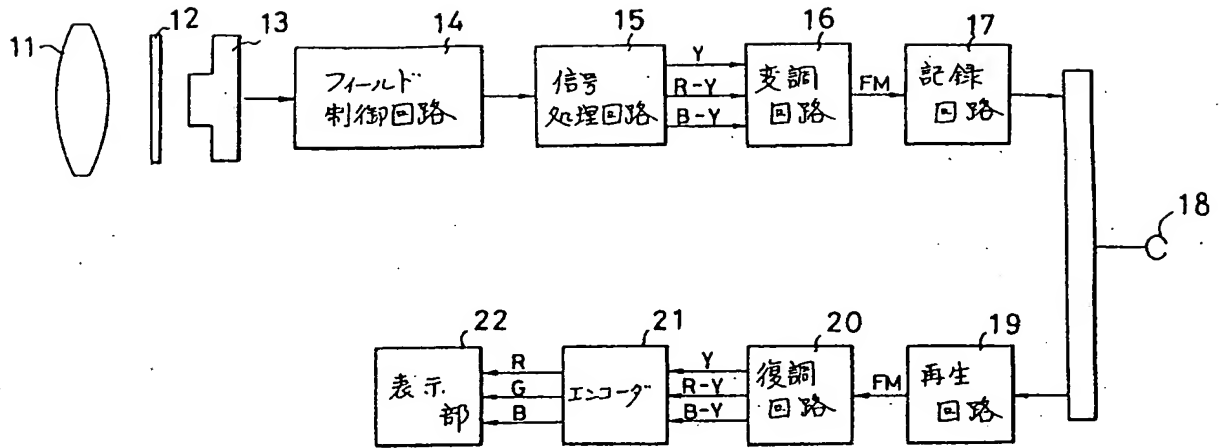 11
12
13
14
フィールド
制御回路
15
信号
処理回路
Y
R-Y
B-Y
16
変調
回路
FM
17
記録
回路
18
22
表示
部
R
G
B
21
エンコーダ
Y
R-Y
B-Y
20
復調
回路
FM
19
再生
回路